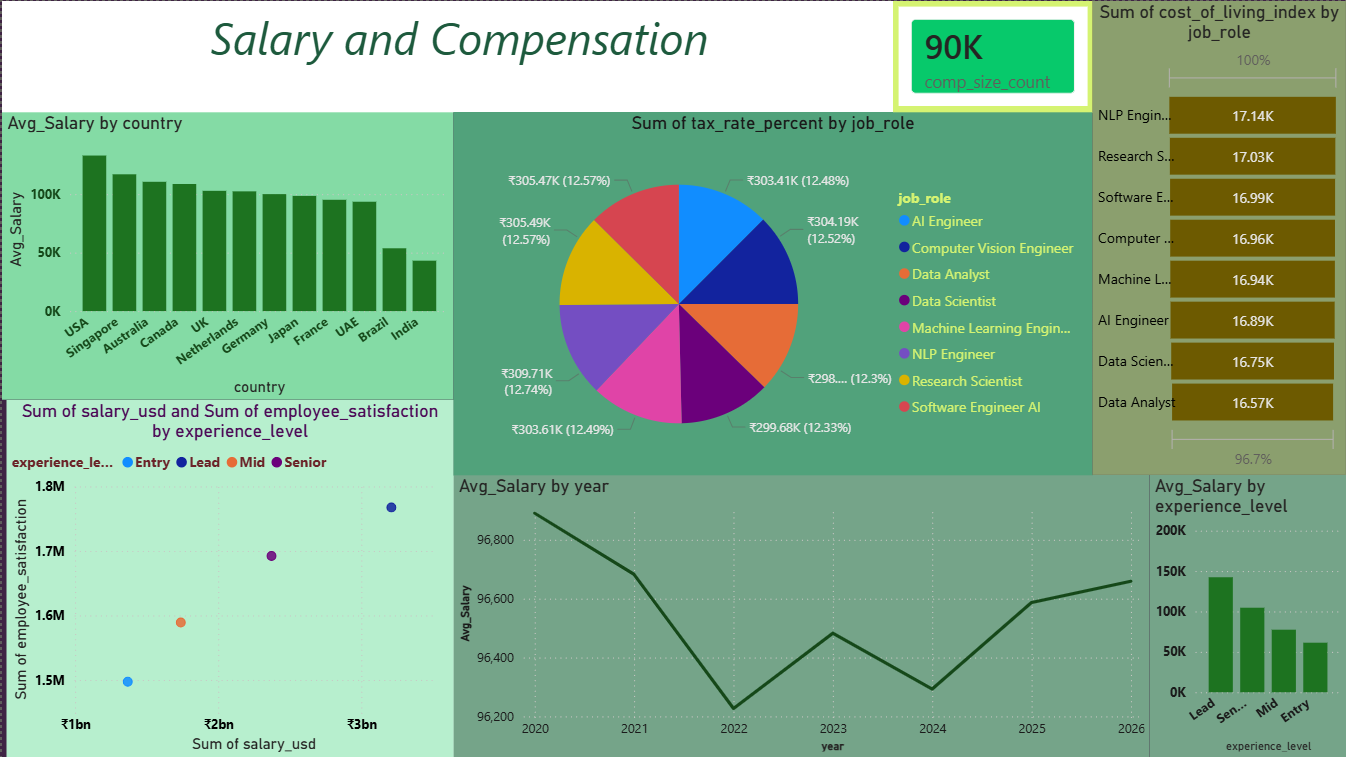 Salary and Compensation
90K
comp_size_count
Sum of cost_of_living_index by
job_role
100%
NLP Engin... 17.14K
Research S... 17.03K
Software E... 16.99K
Computer ... 16.96K
Machine L... 16.94K
AI Engineer 16.89K
Data Scien... 16.75K
Data Analyst 16.57K
96.7%
Avg_Salary by country
Avg_Salary
100K
50K
0K
USA
Singapore
Australia
Canada
UK
Netherlands
Germany
Japan
France
UAE
Brazil
India
country
Sum of tax_rate_percent by job_role
₹305.47K (12.57%)
₹303.41K (12.48%)
₹305.49K
(12.57%)
₹304.19K
(12.52%)
₹309.71K
(12.74%)
₹298.... (12.3%)
₹303.61K (12.49%)
₹299.68K (12.33%)
job_role
AI Engineer
Computer Vision Engineer
Data Analyst
Data Scientist
Machine Learning Engin...
NLP Engineer
Research Scientist
Software Engineer AI
Sum of salary_usd and Sum of employee_satisfaction
by experience_level
experience_le... Entry Lead Mid Senior
Sum of employee_satisfaction
1.8M
1.7M
1.6M
1.5M
₹1bn ₹2bn ₹3bn
Sum of salary_usd
Avg_Salary by year
Avg_Salary
96,800
96,600
96,400
96,200
2020 2021 2022 2023 2024 2025 2026
year
Avg_Salary by
experience_level
200K
150K
100K
50K
0K
Lead
Sen...
Mid
Entry
experience_level